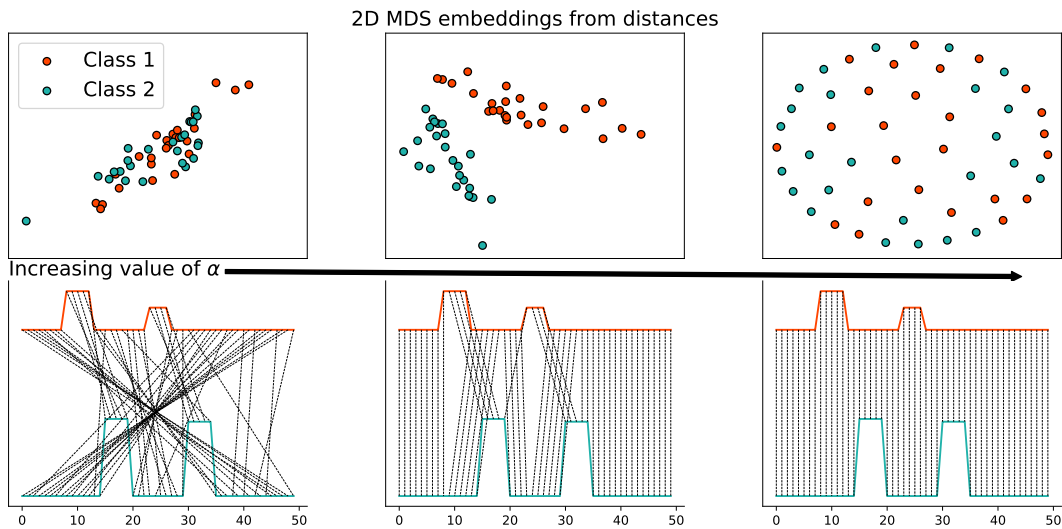 2D MDS embeddings from distances
Class 1
Class 2
Increasing value of α
0 10 20 30 40 50
0 10 20 30 40 50
0 10 20 30 40 50